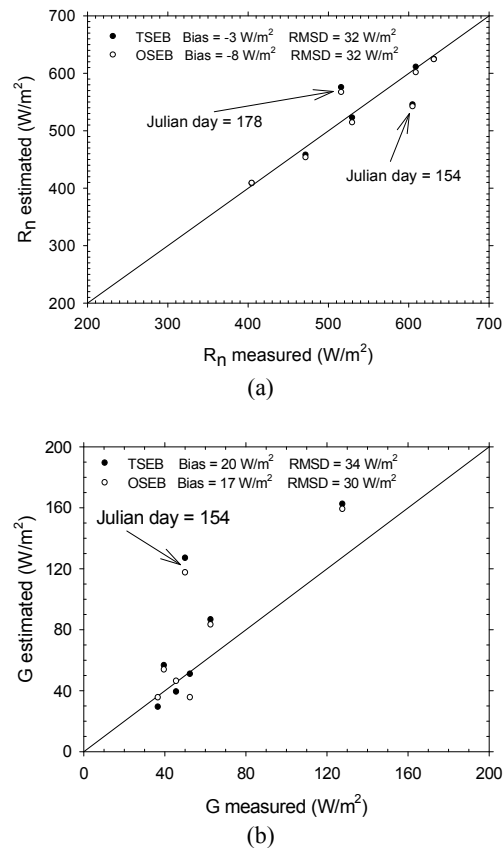 700
TSEB Bias = -3 W/m² RMSD = 32 W/m²
OSEB Bias = -8 W/m² RMSD = 32 W/m²
600
Julian day = 178
500
Julian day = 154
400
300
200
Rn estimated (W/m²)
200 300 400 500 600 700
Rn measured (W/m²)
(a)
200
TSEB Bias = 20 W/m² RMSD = 34 W/m²
OSEB Bias = 17 W/m² RMSD = 30 W/m²
160
Julian day = 154
120
80
40
0
G estimated (W/m²)
0 40 80 120 160 200
G measured (W/m²)
(b)